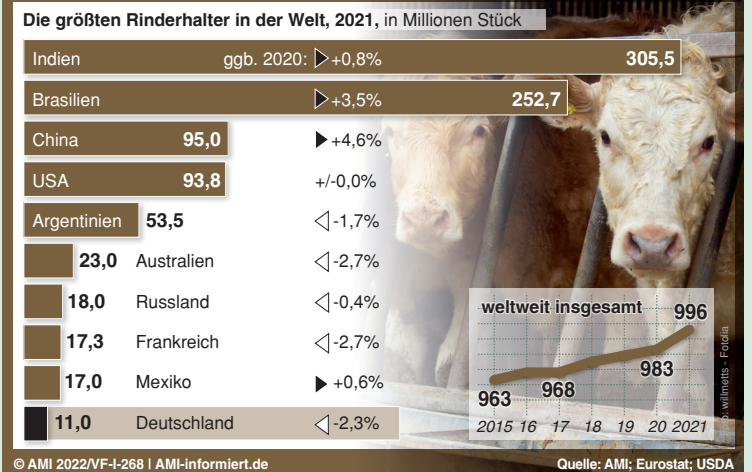 Die größten Rinderhalter in der Welt, 2021, in Millionen Stück
Indien ggb. 2020: +0,8% 305,5
Brasilien +3,5% 252,7
China 95,0 +4,6%
USA 93,8 +/-0,0%
Argentinien 53,5 -1,7%
23,0 Australien -2,7%
18,0 Russland -0,4%
17,3 Frankreich -2,7%
17,0 Mexiko +0,6%
11,0 Deutschland -2,3%
weltweit insgesamt 996
983
963 968
2015 16 17 18 19 20 2021
willmetts - Fotolia
© AMI 2022/VF-I-268 | AMI-informiert.de Quelle: AMI; Eurostat; USDA